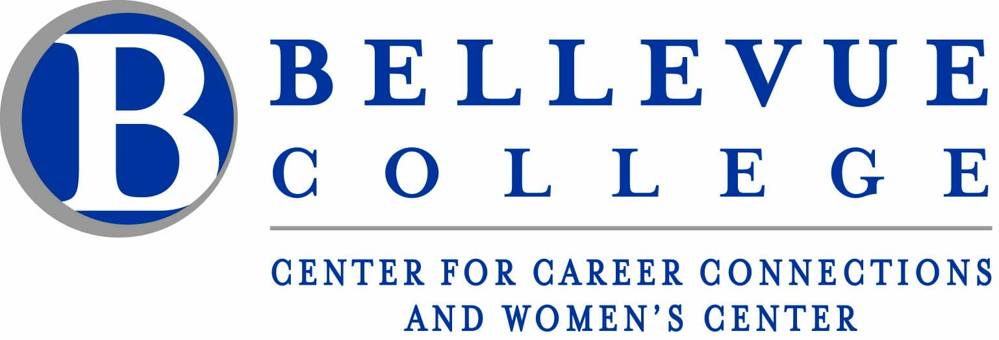 B
BELLEVUE
COLLEGE
CENTER FOR CAREER CONNECTIONS
AND WOMEN’S CENTER